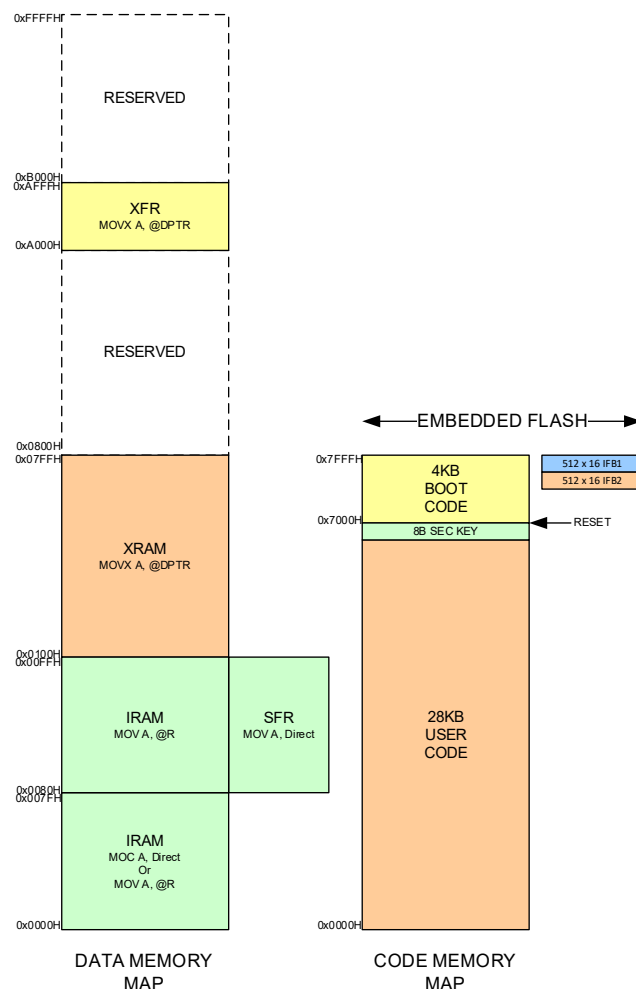 0xFFFFH
RESERVED
0xB000H
0xAFFFH
XFR
MOVX A, @DPTR
0xA000H
RESERVED
0x0800H
0x07FFH
XRAM
MOVX A, @DPTR
0x0100H
0x00FFH
IRAM
MOV A, @R
SFR
MOV A, Direct
0x0080H
0x007FH
IRAM
MOC A, Direct
Or
MOV A, @R
0x0000H
DATA MEMORY
MAP
EMBEDDED FLASH
0x7FFFH
4KB
BOOT
CODE
512 x 16 IFB1
512 x 16 IFB2
0x7000H
RESET
8B SEC KEY
28KB
USER
CODE
0x0000H
CODE MEMORY
MAP